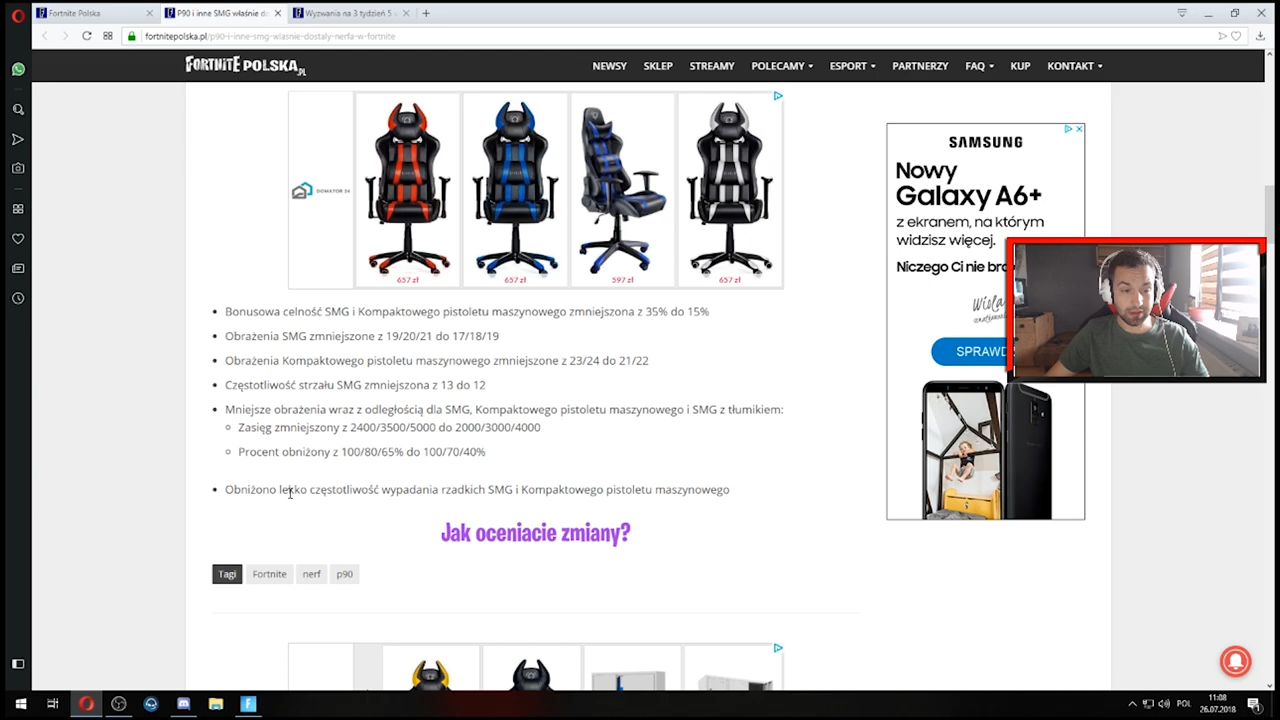 Fortnite Polska
P90 i inne SMG właśnie do
Wyzwania na 3 tydzień 5
fortnitepolska.pl/p90-i-inne-smg-wlasnie-dostaly-nerfa-w-fortnite
FORTNITE POLSKA.PL
NEWSY SKLEP STREAMY POLECAMY ESPORT PARTNERZY FAQ KUP KONTAKT
DOMATOR 24
657 zł 657 zł 597 zł 657 zł
SAMSUNG
Nowy
Galaxy A6+
z ekranem, na którym
widzisz więcej.
Niczego Ci nie
SPRAWD
Bonusowa celność SMG i Kompaktowego pistoletu maszynowego zmniejszona z 35% do 15%
Obrażenia SMG zmniejszone z 19/20/21 do 17/18/19
Obrażenia Kompaktowego pistoletu maszynowego zmniejszone z 23/24 do 21/22
Częstotliwość strzału SMG zmniejszona z 13 do 12
Mniejsze obrażenia wraz z odległością dla SMG, Kompaktowego pistoletu maszynowego i SMG z tłumikiem:
Zasięg zmniejszony z 2400/3500/5000 do 2000/3000/4000
Procent obniżony z 100/80/65% do 100/70/40%
Obniżono lekko częstotliwość wypadania rzadkich SMG i Kompaktowego pistoletu maszynowego
Jak oceniacie zmiany?
Tagi Fortnite nerf p90
POL
11:08
26.07.2018